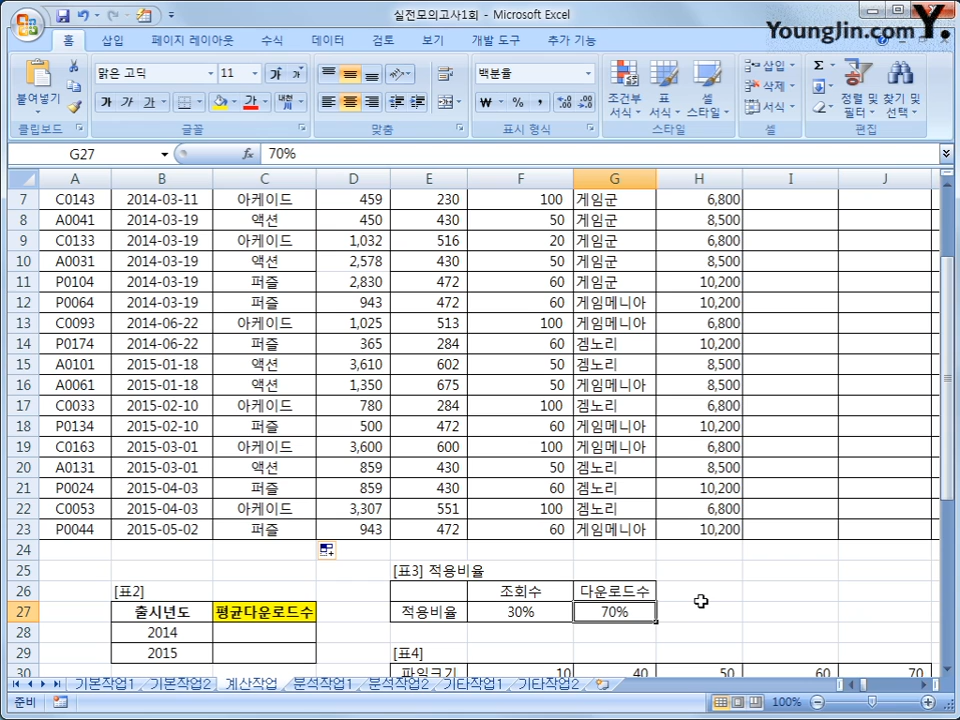 실전모의고사1회 - Microsoft Excel
YoungJin.com Y.
홈 삽입 페이지 레이아웃 수식 데이터 검토 보기 개발 도구 추가 기능
맑은 고딕 11 백분율
붙여넣기 가 가 가 가 가 가 내천 % , 조건부 서식 표 서식 셀 스타일 삽입 삭제 서식 Σ 정렬 및 필터 찾기 및 선택
클립보드 글꼴 맞춤 표시 형식 스타일 셀 편집
G27 fx 70%
A B C D E F G H I J
7 C0143 2014-03-11 아케이드 459 230 100 게임군 6,800
8 A0041 2014-03-19 액션 450 430 50 게임군 8,500
9 C0133 2014-03-19 아케이드 1,032 516 20 게임군 6,800
10 A0031 2014-03-19 액션 2,578 430 50 게임군 8,500
11 P0104 2014-03-19 퍼즐 2,830 472 60 게임군 10,200
12 P0064 2014-03-19 퍼즐 943 472 60 게임메니아 10,200
13 C0093 2014-06-22 아케이드 1,025 513 100 게임메니아 6,800
14 P0174 2014-06-22 퍼즐 365 284 60 겜노리 10,200
15 A0101 2015-01-18 액션 3,610 602 50 겜노리 8,500
16 A0061 2015-01-18 액션 1,350 675 50 게임메니아 8,500
17 C0033 2015-02-10 아케이드 780 284 100 겜노리 6,800
18 P0134 2015-02-10 퍼즐 500 472 60 게임메니아 10,200
19 C0163 2015-03-01 아케이드 3,600 600 100 게임메니아 6,800
20 A0131 2015-03-01 액션 859 430 50 겜노리 8,500
21 P0024 2015-04-03 퍼즐 859 430 60 겜노리 10,200
22 C0053 2015-04-03 아케이드 3,307 551 100 겜노리 6,800
23 P0044 2015-05-02 퍼즐 943 472 60 게임메니아 10,200
24
25 [표3] 적용비율
26 [표2] 조회수 다운로드수
27 출시년도 평균다운로드수 적용비율 30% 70%
28 2014
29 2015 [표4]
30 파일크기 10 40 50 60 70
기본작업1 기본작업2 계산작업 분석작업1 분석작업2 기타작업1 기타작업2
준비 100%